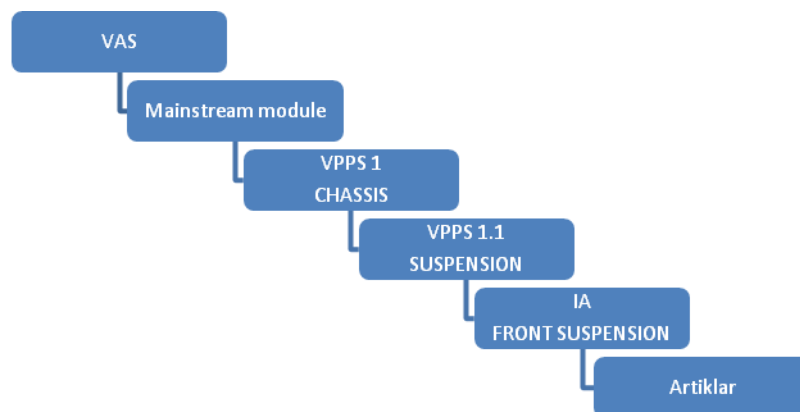 VAS
Mainstream module
VPPS 1
CHASSIS
VPPS 1.1
SUSPENSION
IA
FRONT SUSPENSION
Artiklar